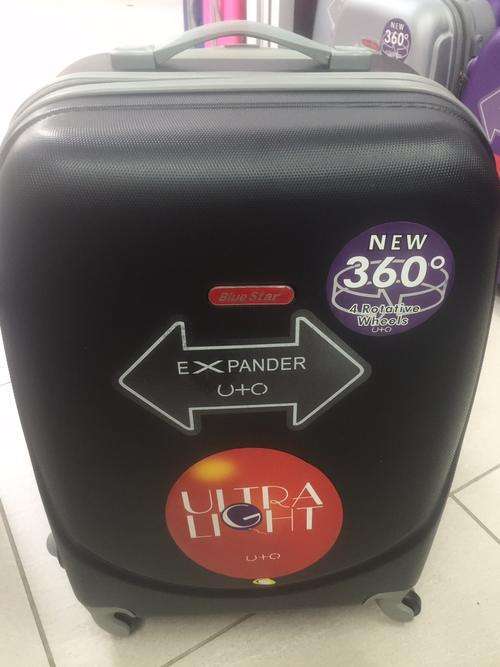 NEW
360°
NEW
360°
4 Rotative
Wheels
U+O
Blue Star
EXPANDER
U+O
ULTRA
LIGHT
U+O